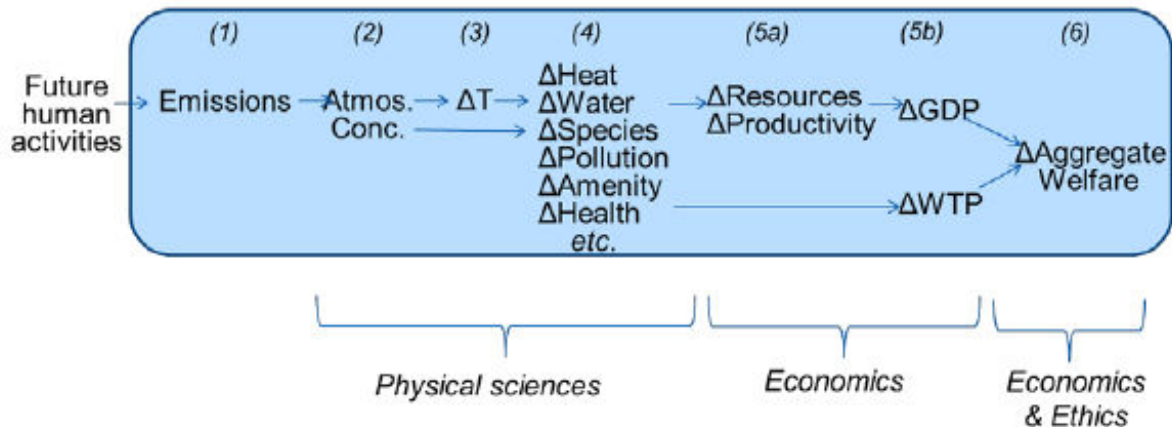 (1) (2) (3) (4) (5a) (5b) (6)
Future
human
activities
Emissions
Atmos.
Conc.
ΔT
ΔHeat
ΔWater
ΔSpecies
ΔPollution
ΔAmenity
ΔHealth
etc.
ΔResources
ΔProductivity
ΔGDP
ΔWTP
ΔAggregate
Welfare
Physical sciences
Economics
Economics
& Ethics